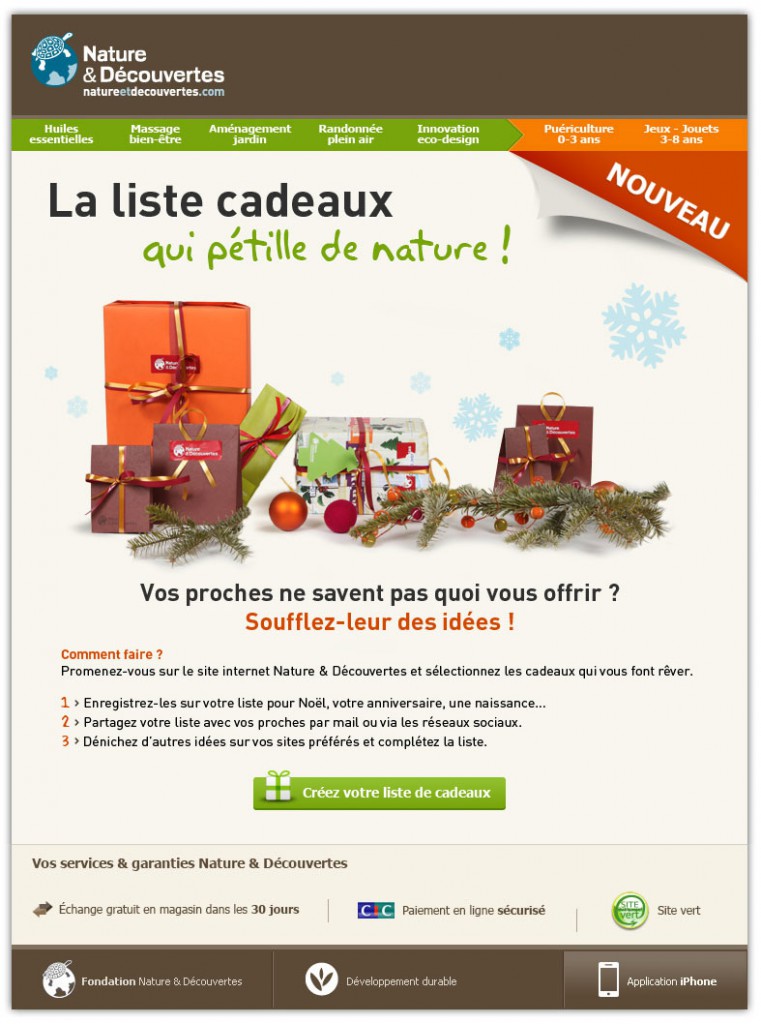 Nature
& Découvertes
natureetdecouvertes.com
Huiles essentielles
Massage bien-être
Aménagement jardin
Randonnée plein air
Innovation eco-design
Puériculture 0-3 ans
Jeux - Jouets 3-8 ans
NOUVEAU
La liste cadeaux
qui pétille de nature !
Nature
& Découvertes
Nature
& Découvertes
Vos proches ne savent pas quoi vous offrir ?
Soufflez-leur des idées !
Comment faire ?
Promenez-vous sur le site internet Nature & Découvertes et sélectionnez les cadeaux qui vous font rêver.
1 > Enregistrez-les sur votre liste pour Noël, votre anniversaire, une naissance...
2 > Partagez votre liste avec vos proches par mail ou via les réseaux sociaux.
3 > Dénichez d'autres idées sur vos sites préférés et complétez la liste.
Créez votre liste de cadeaux
Vos services & garanties Nature & Découvertes
Échange gratuit en magasin dans les 30 jours
Paiement en ligne sécurisé
SITE
vert
Site vert
Fondation Nature & Découvertes
Développement durable
Application iPhone